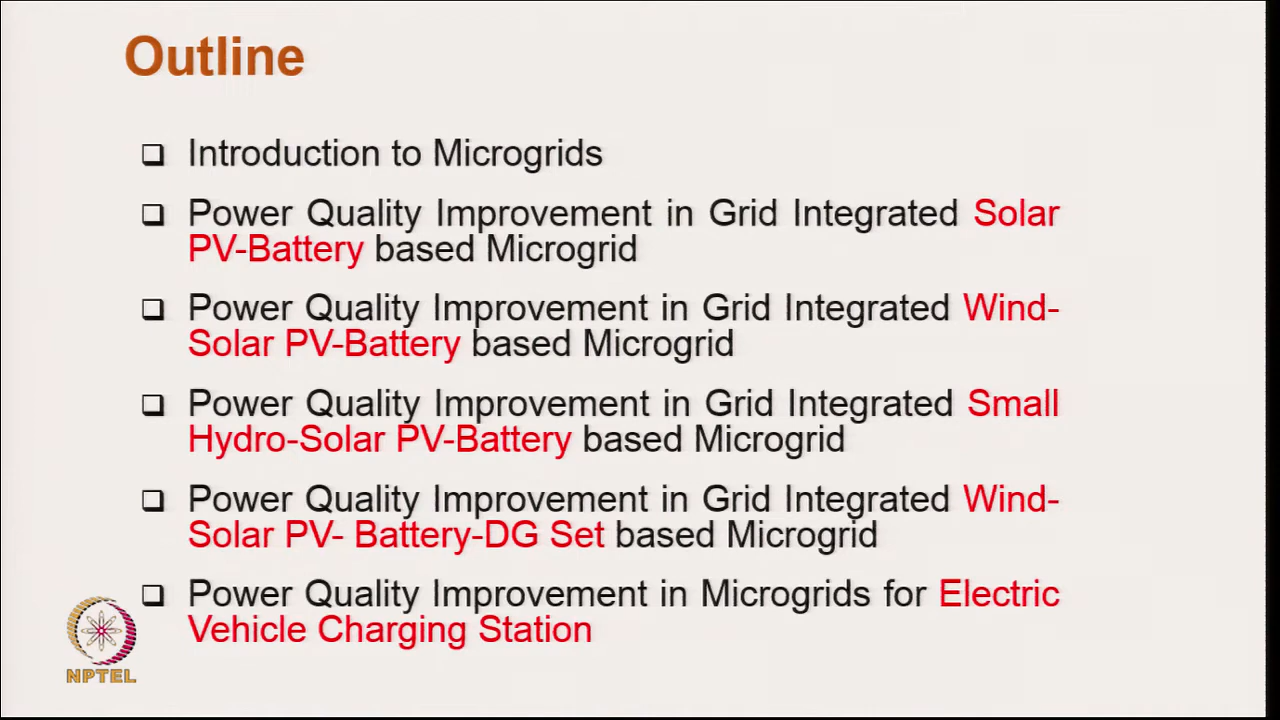 Outline
Introduction to Microgrids
Power Quality Improvement in Grid Integrated Solar
PV-Battery based Microgrid
Power Quality Improvement in Grid Integrated Wind-
Solar PV-Battery based Microgrid
Power Quality Improvement in Grid Integrated Small
Hydro-Solar PV-Battery based Microgrid
Power Quality Improvement in Grid Integrated Wind-
Solar PV- Battery-DG Set based Microgrid
Power Quality Improvement in Microgrids for Electric
Vehicle Charging Station
NPTEL